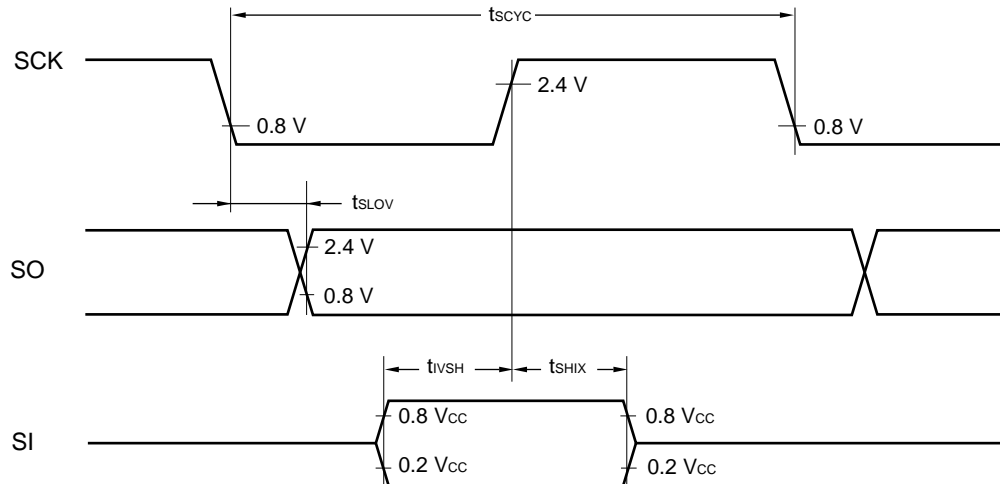 tSCYC
SCK
2.4 V
0.8 V
0.8 V
tSLOV
2.4 V
SO
0.8 V
tIVSH
tSHIX
0.8 VCC
0.8 VCC
SI
0.2 VCC
0.2 VCC